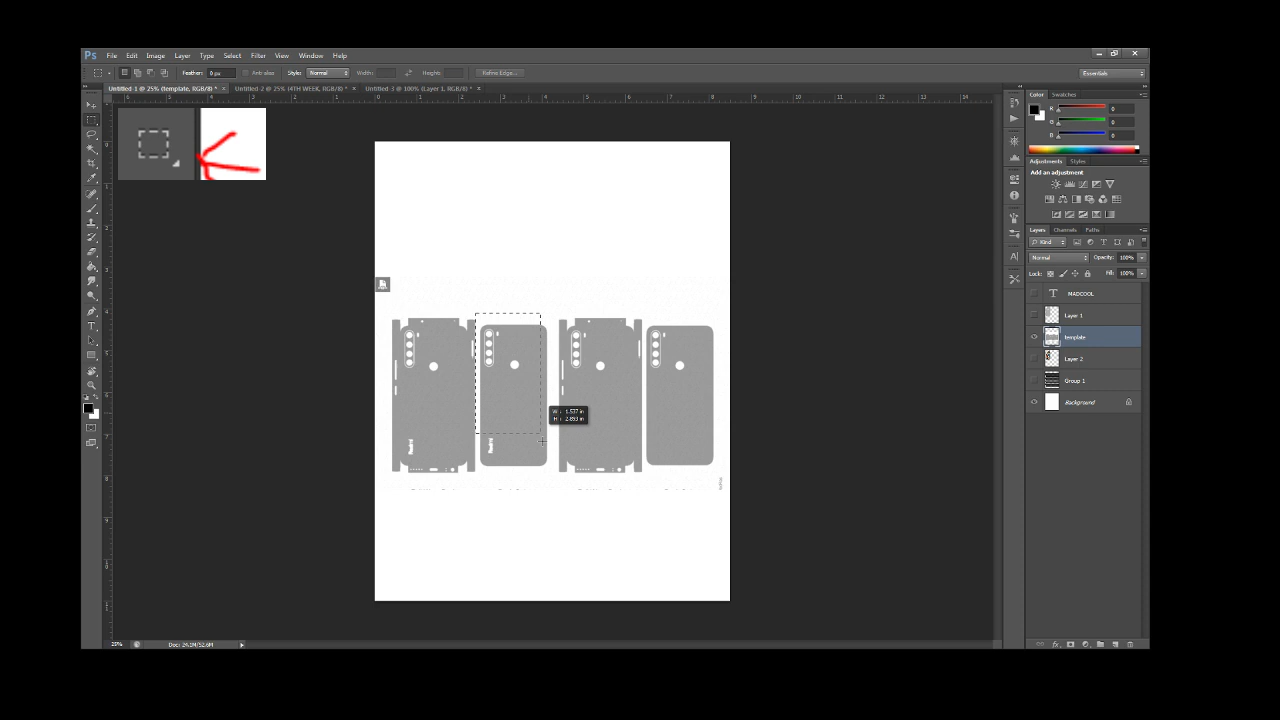 Ps File Edit Image Layer Type Select Filter View Window Help
Feather: 0 px Anti-alias Style: Normal Width: Height: Refine Edge... Essentials
Untitled-1 @ 25% (template, RGB/8) * × Untitled-2 @ 25% (4TH WEEK, RGB/8) * × Untitled-3 @ 100% (Layer 1, RGB/8) * ×
Color Swatches
R 0
G 0
B 0
Adjustments Styles
Add an adjustment
Layers Channels Paths
Kind
Normal Opacity: 100%
Lock: Fill: 100%
MADCOOL
Layer 1
template
Layer 2
Group 1
Background
W: 1.537 in
H: 2.893 in
Redmi
Redmi
25% Doc: 24.1M/52.6M